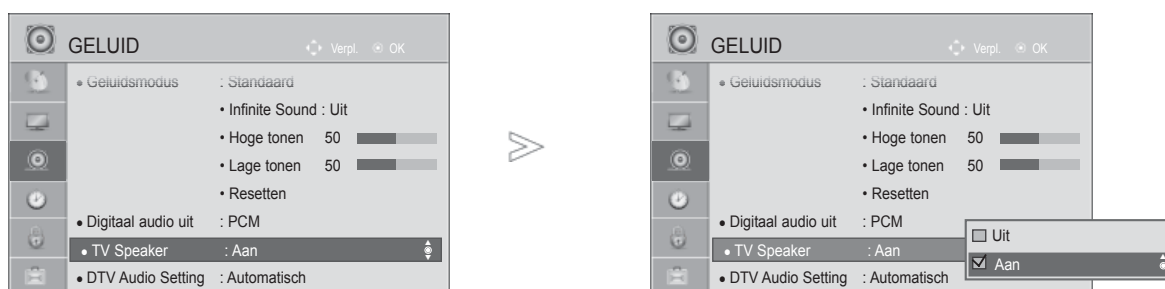 GELUID
Verpl. OK
• Geluidsmodus : Standaard
• Infinite Sound : Uit
• Hoge tonen 50
• Lage tonen 50
• Resetten
• Digitaal audio uit : PCM
• TV Speaker : Aan
• DTV Audio Setting : Automatisch
GELUID
Verpl. OK
• Geluidsmodus : Standaard
• Infinite Sound : Uit
• Hoge tonen 50
• Lage tonen 50
• Resetten
• Digitaal audio uit : PCM
• TV Speaker : Aan
• DTV Audio Setting : Automatisch
Uit
Aan